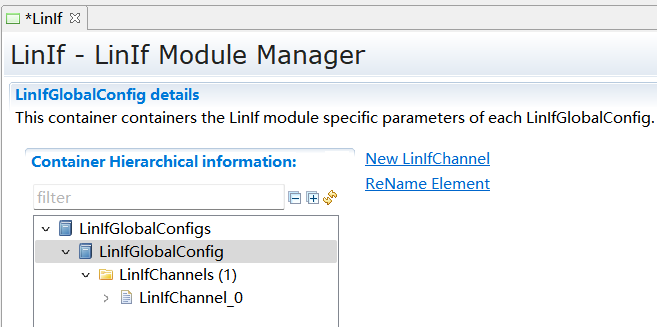 *LinIf
LinIf - LinIf Module Manager
LinIfGlobalConfig details
This container containers the LinIf module specific parameters of each LinIfGlobalConfig.
Container Hierarchical information:
New LinIfChannel
ReName Element
filter
LinIfGlobalConfigs
LinIfGlobalConfig
LinIfChannels (1)
LinIfChannel_0